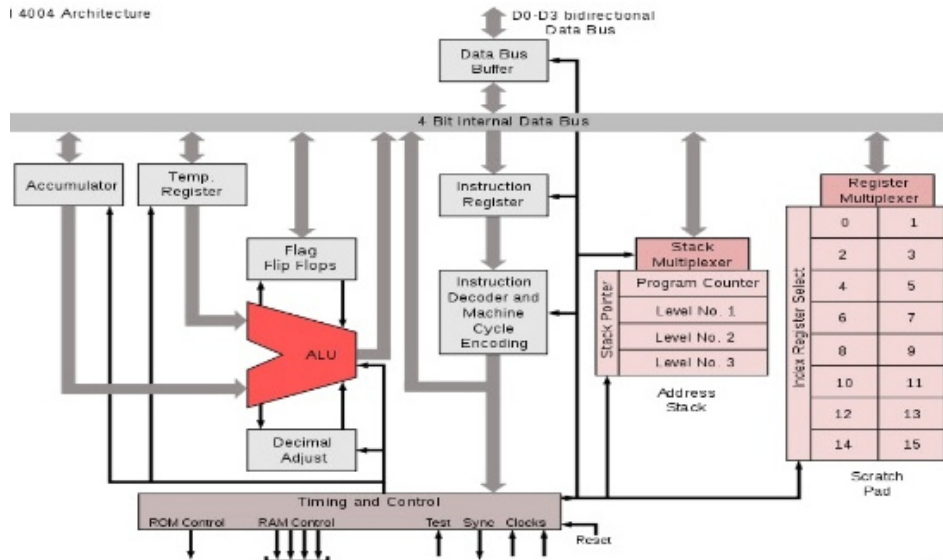 4004 Architecture
D0-D3 bidirectional
Data Bus
Data Bus
Buffer
4 Bit Internal Data Bus
Accumulator
Temp.
Register
Instruction
Register
Register
Multiplexer
Flag
Flip Flops
Stack
Multiplexer
Index Register Select
0 1
2 3
4 5
6 7
8 9
10 11
12 13
14 15
Instruction
Decoder and
Machine
Cycle
Encoding
Stack Pointer
Program Counter
Level No. 1
Level No. 2
Level No. 3
ALU
Address
Stack
Decimal
Adjust
Scratch
Pad
Timing and Control
ROM Control RAM Control Test Sync Clocks
Reset